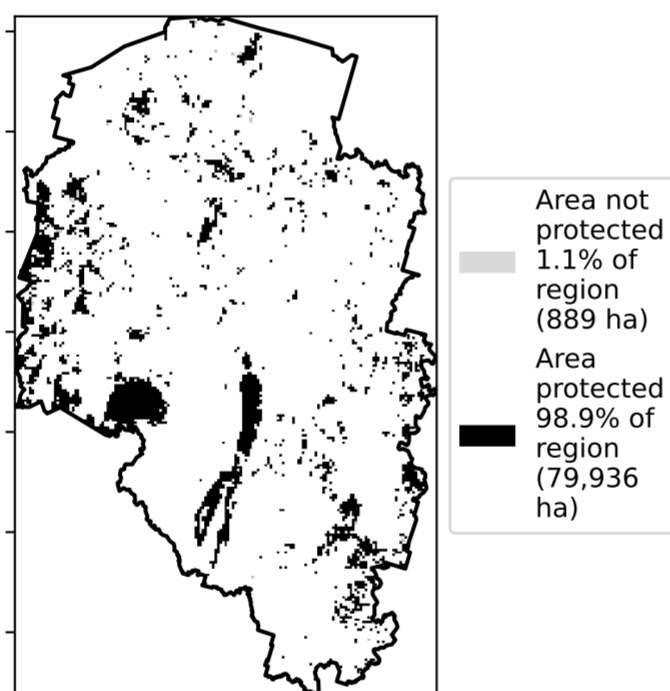 Area not
protected
1.1% of
region
(889 ha)
Area
protected
98.9% of
region
(79,936
ha)